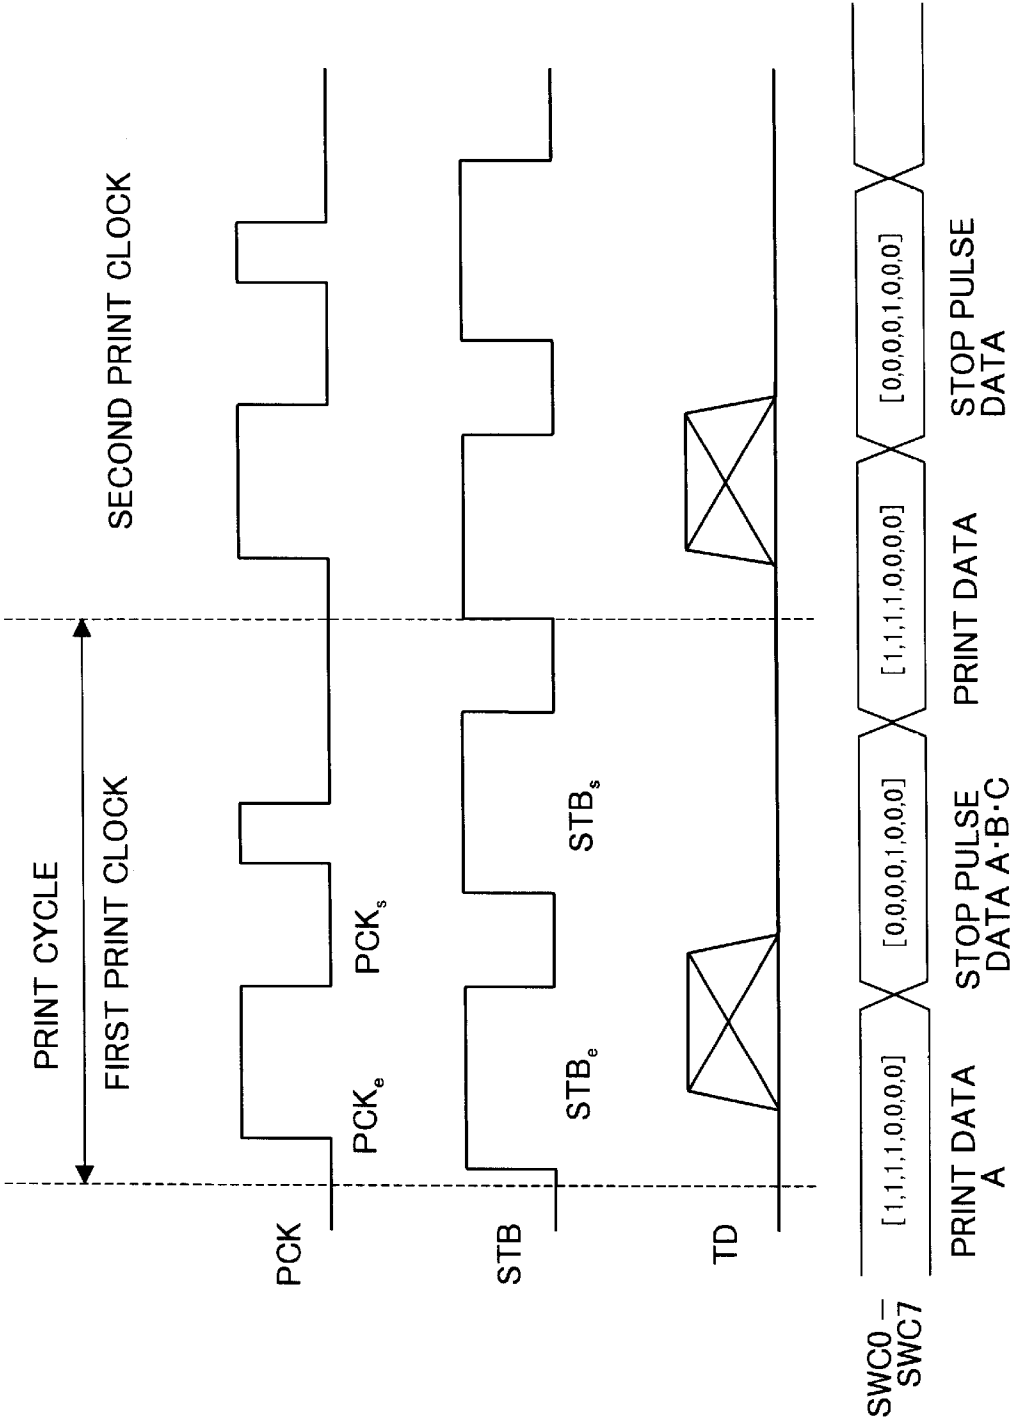 PRINT CYCLE
FIRST PRINT CLOCK
SECOND PRINT CLOCK
PCK
PCKe
PCKs
STB
STBe
STBs
TD
SWC0 –
SWC7
[1,1,1,1,0,0,0,0]
[0,0,0,0,1,0,0,0]
[1,1,1,1,0,0,0,0]
[0,0,0,0,1,0,0,0]
PRINT DATA
A
STOP PULSE
DATA A·B·C
PRINT DATA
STOP PULSE
DATA